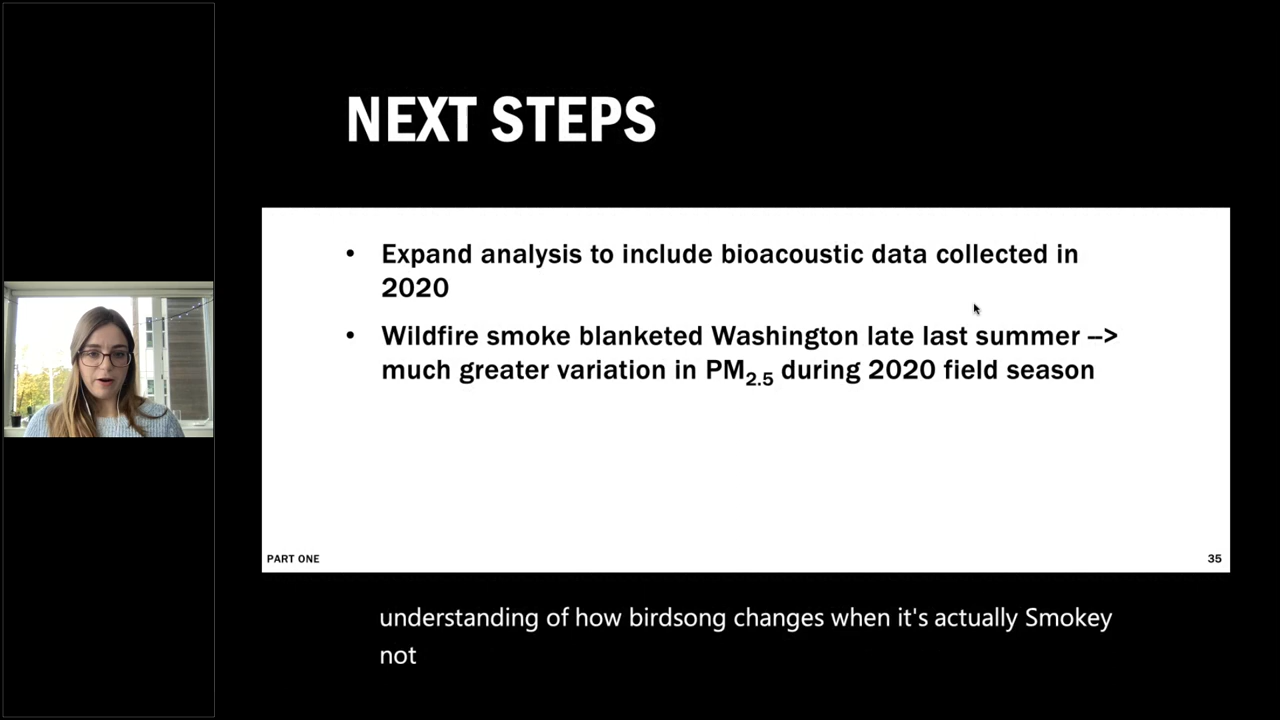 NEXT STEPS
• Expand analysis to include bioacoustic data collected in
2020
• Wildfire smoke blanketed Washington late last summer -->
much greater variation in PM2.5 during 2020 field season
PART ONE
35
understanding of how birdsong changes when it's actually Smokey
not